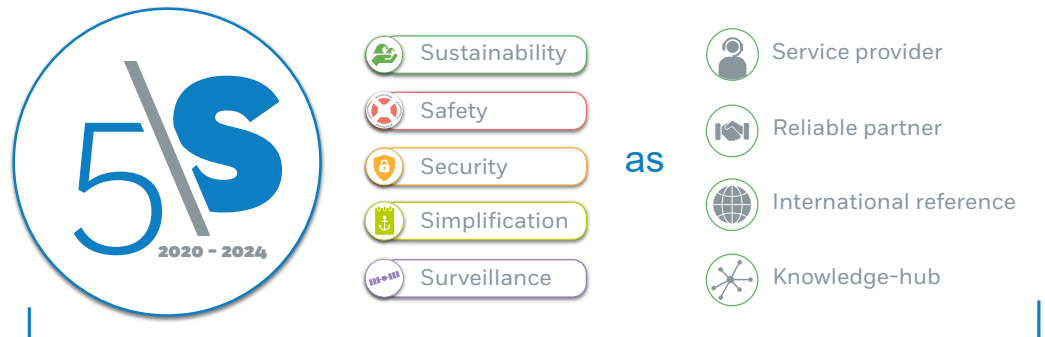 5\S
2020 - 2024
Sustainability
Safety
Security
Simplification
Surveillance
as
Service provider
Reliable partner
International reference
Knowledge-hub